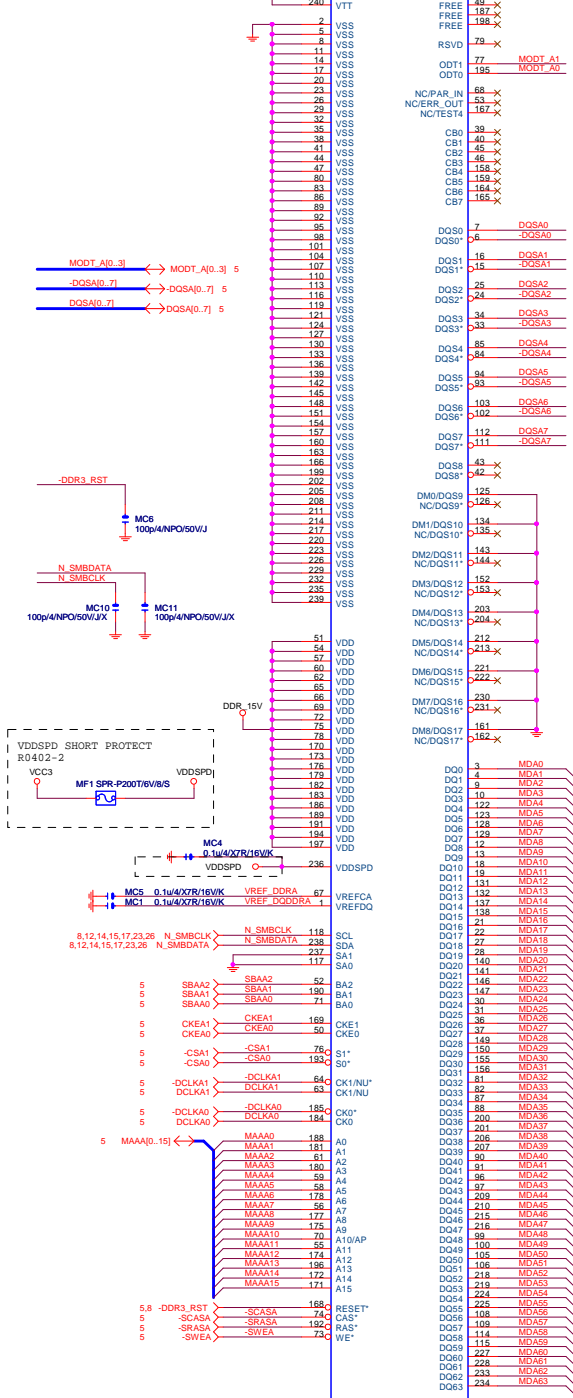 240 VTT
2 VSS
5 VSS
8 VSS
11 VSS
14 VSS
17 VSS
20 VSS
23 VSS
26 VSS
29 VSS
32 VSS
35 VSS
38 VSS
41 VSS
44 VSS
47 VSS
80 VSS
83 VSS
86 VSS
89 VSS
92 VSS
95 VSS
98 VSS
101 VSS
104 VSS
107 VSS
110 VSS
113 VSS
116 VSS
119 VSS
121 VSS
124 VSS
127 VSS
130 VSS
133 VSS
136 VSS
139 VSS
142 VSS
145 VSS
148 VSS
151 VSS
154 VSS
157 VSS
160 VSS
163 VSS
166 VSS
199 VSS
202 VSS
205 VSS
208 VSS
211 VSS
214 VSS
217 VSS
220 VSS
223 VSS
226 VSS
229 VSS
232 VSS
235 VSS
239 VSS
MODT_A[0..3] MODT_A[0..3] 5
-DQSA[0..7] -DQSA[0..7] 5
DQSA[0..7] DQSA[0..7] 5
-DDR3_RST
MC6
100p/4/NPO/50V/J
N_SMBDATA
N_SMBCLK
MC10
100p/4/NPO/50V/J/X
MC11
100p/4/NPO/50V/J/X
DDR_15V
51 VDD
54 VDD
57 VDD
60 VDD
62 VDD
65 VDD
66 VDD
69 VDD
72 VDD
75 VDD
78 VDD
170 VDD
173 VDD
176 VDD
179 VDD
182 VDD
183 VDD
186 VDD
189 VDD
191 VDD
194 VDD
197 VDD
VDDSPD SHORT PROTECT
R0402-2
VCC3 VDDSPD
MF1 SPR-P200T/6V/8/S
MC4
0.1u/4/X7R/16V/K
VDDSPD 236 VDDSPD
MC5 0.1u/4/X7R/16V/K VREF_DDRA 67 VREFCA
MC1 0.1u/4/X7R/16V/K VREF_DQDDRA 1 VREFDQ
8,12,14,15,17,23,26 N_SMBCLK N_SMBCLK 118 SCL
8,12,14,15,17,23,26 N_SMBDATA N_SMBDATA 238 SDA
237 SA1
117 SA0
5 SBAA2 SBAA2 52 BA2
5 SBAA1 SBAA1 190 BA1
5 SBAA0 SBAA0 71 BA0
5 CKEA1 CKEA1 169 CKE1
5 CKEA0 CKEA0 50 CKE0
5 -CSA1 -CSA1 76 S1*
5 -CSA0 -CSA0 193 S0*
5 -DCLKA1 -DCLKA1 64 CK1/NU*
5 DCLKA1 DCLKA1 63 CK1/NU
5 -DCLKA0 -DCLKA0 185 CK0*
5 DCLKA0 DCLKA0 184 CK0
5 MAAA[0..15]
MAAA0 188 A0
MAAA1 181 A1
MAAA2 61 A2
MAAA3 180 A3
MAAA4 59 A4
MAAA5 58 A5
MAAA6 178 A6
MAAA7 56 A7
MAAA8 177 A8
MAAA9 175 A9
MAAA10 70 A10/AP
MAAA11 55 A11
MAAA12 174 A12
MAAA13 196 A13
MAAA14 172 A14
MAAA15 171 A15
5,8 -DDR3_RST 168 RESET*
5 -SCASA -SCASA 74 CAS*
5 -SRASA -SRASA 192 RAS*
5 -SWEA -SWEA 73 WE*
FREE 49
FREE 187
FREE 198
RSVD 79
ODT1 77 MODT_A1
ODT0 195 MODT_A0
NC/PAR_IN 68
NC/ERR_OUT 53
NC/TEST4 167
CB0 39
CB1 40
CB2 45
CB3 46
CB4 158
CB5 159
CB6 164
CB7 165
DQS0 7 DQSA0
DQS0* 6 -DQSA0
DQS1 16 DQSA1
DQS1* 15 -DQSA1
DQS2 25 DQSA2
DQS2* 24 -DQSA2
DQS3 34 DQSA3
DQS3* 33 -DQSA3
DQS4 85 DQSA4
DQS4* 84 -DQSA4
DQS5 94 DQSA5
DQS5* 93 -DQSA5
DQS6 103 DQSA6
DQS6* 102 -DQSA6
DQS7 112 DQSA7
DQS7* 111 -DQSA7
DQS8 43
DQS8* 42
DM0/DQS9 125
NC/DQS9* 126
DM1/DQS10 134
NC/DQS10* 135
DM2/DQS11 143
NC/DQS11* 144
DM3/DQS12 152
NC/DQS12* 153
DM4/DQS13 203
NC/DQS13* 204
DM5/DQS14 212
NC/DQS14* 213
DM6/DQS15 221
NC/DQS15* 222
DM7/DQS16 230
NC/DQS16* 231
DM8/DQS17 161
NC/DQS17* 162
DQ0 3 MDA0
DQ1 4 MDA1
DQ2 9 MDA2
DQ3 10 MDA3
DQ4 122 MDA4
DQ5 123 MDA5
DQ6 128 MDA6
DQ7 129 MDA7
DQ8 12 MDA8
DQ9 13 MDA9
DQ10 18 MDA10
DQ11 19 MDA11
DQ12 131 MDA12
DQ13 132 MDA13
DQ14 137 MDA14
DQ15 138 MDA15
DQ16 21 MDA16
DQ17 22 MDA17
DQ18 27 MDA18
DQ19 28 MDA19
DQ20 140 MDA20
DQ21 141 MDA21
DQ22 146 MDA22
DQ23 147 MDA23
DQ24 30 MDA24
DQ25 31 MDA25
DQ26 36 MDA26
DQ27 37 MDA27
DQ28 149 MDA28
DQ29 150 MDA29
DQ30 155 MDA30
DQ31 156 MDA31
DQ32 81 MDA32
DQ33 82 MDA33
DQ34 87 MDA34
DQ35 88 MDA35
DQ36 200 MDA36
DQ37 201 MDA37
DQ38 206 MDA38
DQ39 207 MDA39
DQ40 90 MDA40
DQ41 91 MDA41
DQ42 96 MDA42
DQ43 97 MDA43
DQ44 209 MDA44
DQ45 210 MDA45
DQ46 215 MDA46
DQ47 216 MDA47
DQ48 99 MDA48
DQ49 100 MDA49
DQ50 105 MDA50
DQ51 106 MDA51
DQ52 218 MDA52
DQ53 219 MDA53
DQ54 224 MDA54
DQ55 225 MDA55
DQ56 108 MDA56
DQ57 109 MDA57
DQ58 114 MDA58
DQ59 115 MDA59
DQ60 227 MDA60
DQ61 228 MDA61
DQ62 233 MDA62
DQ63 234 MDA63